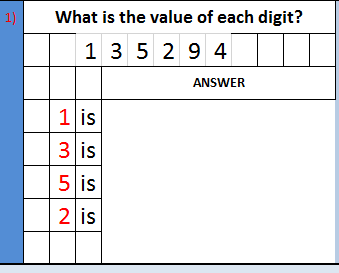 1) What is the value of each digit?
1 3 5 2 9 4
ANSWER
1 is
3 is
5 is
2 is